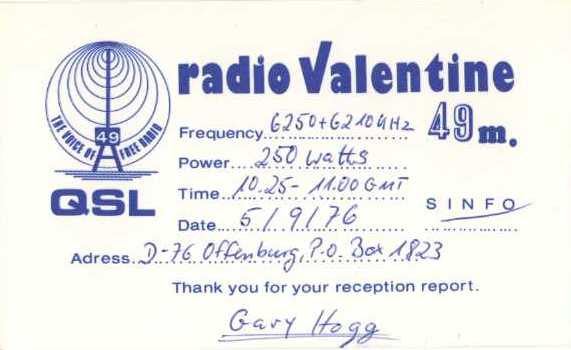 radio Valentine
49 m.
THE VOICE OF A FREE RADIO
49
QSL
Frequency 6250+6210 GHz
Power 250 watts
Time 10.25-11.00 GMT
Date 5/9/76
SINFO
Adress D-76 Offenburg, P.O. Box 1823
Thank you for your reception report.
Gary Hogg